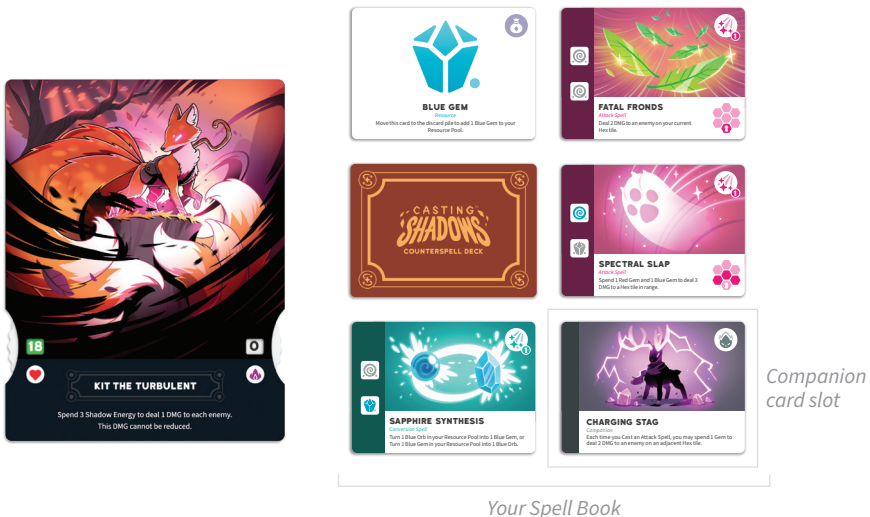 18
0
KIT THE TURBULENT
Spend 3 Shadow Energy to deal 1 DMG to each enemy.
This DMG cannot be reduced.
BLUE GEM
Resource
Move this card to the discard pile to add 1 Blue Gem to your
Resource Pool.
1
FATAL FRONDS
Attack Spell
Deal 2 DMG to an enemy on your current
Hex tile.
CASTING
SHADOWS
COUNTERSPELL DECK
1
SPECTRAL SLAP
Attack Spell
Spend 1 Red Gem and 1 Blue Gem to deal 3
DMG to a Hex tile in range.
1
SAPPHIRE SYNTHESIS
Conversion Spell
Turn 1 Blue Orb in your Resource Pool into 1 Blue Gem, or
Turn 1 Blue Gem in your Resource Pool into 1 Blue Orb.
CHARGING STAG
Companion
Each time you Cast an Attack Spell, you may spend 1 Gem to
deal 2 DMG to an enemy on an adjacent Hex tile.
Companion
card slot
Your Spell Book